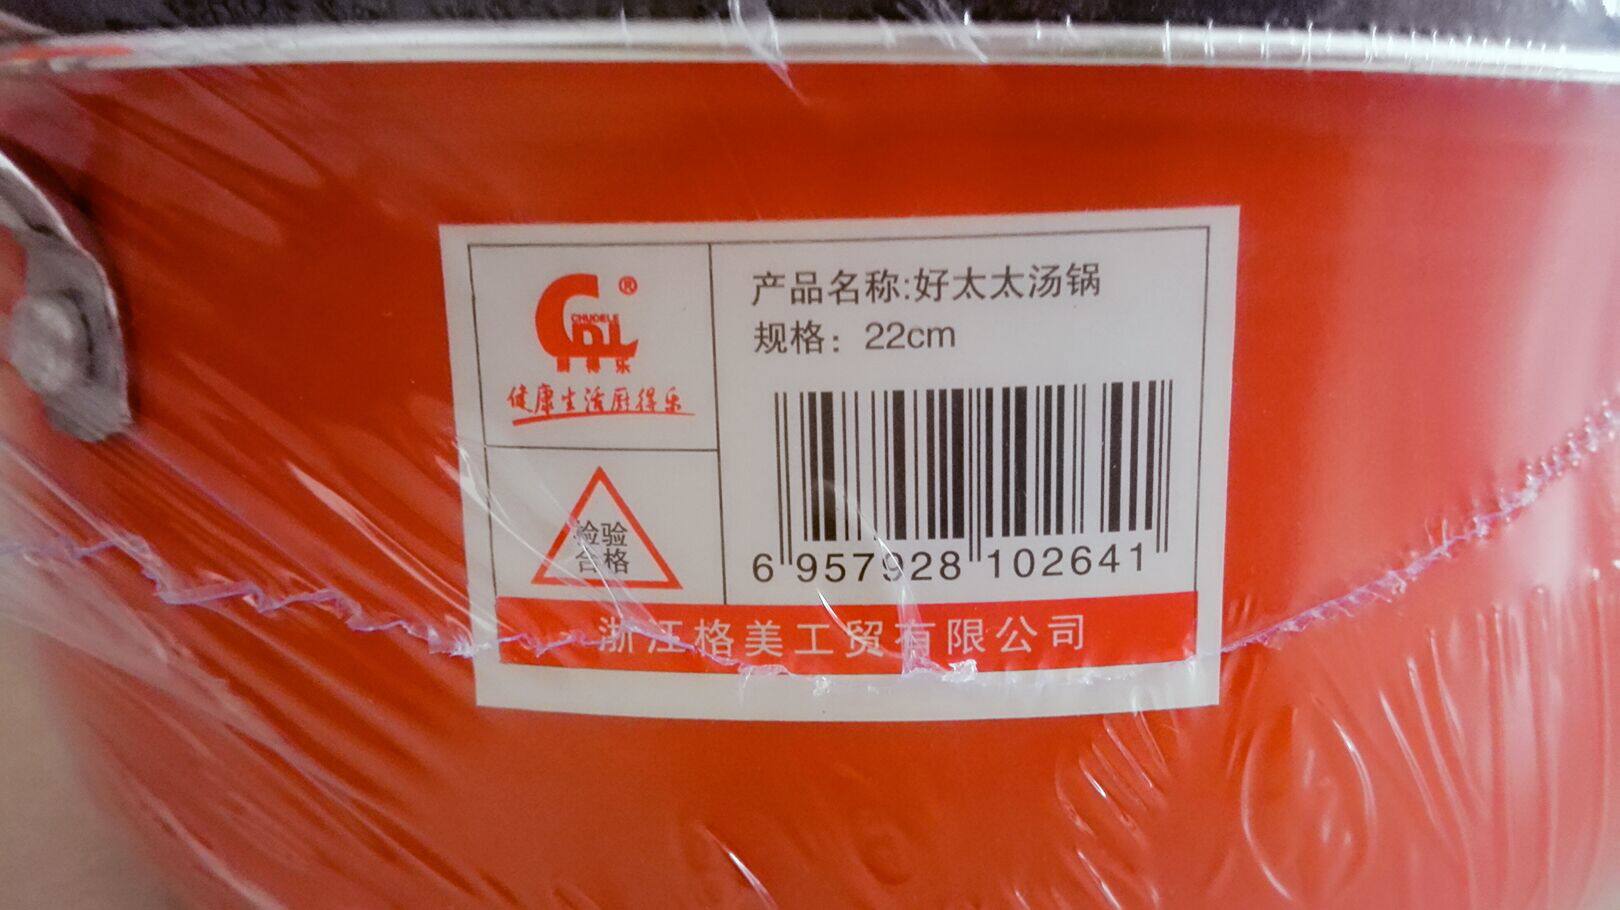 CHUDELE
CDL®
厨得乐
健康生活厨得乐
检验
合格
产品名称:好太太汤锅
规格：22cm
6 957928 102641
浙江格美工贸有限公司